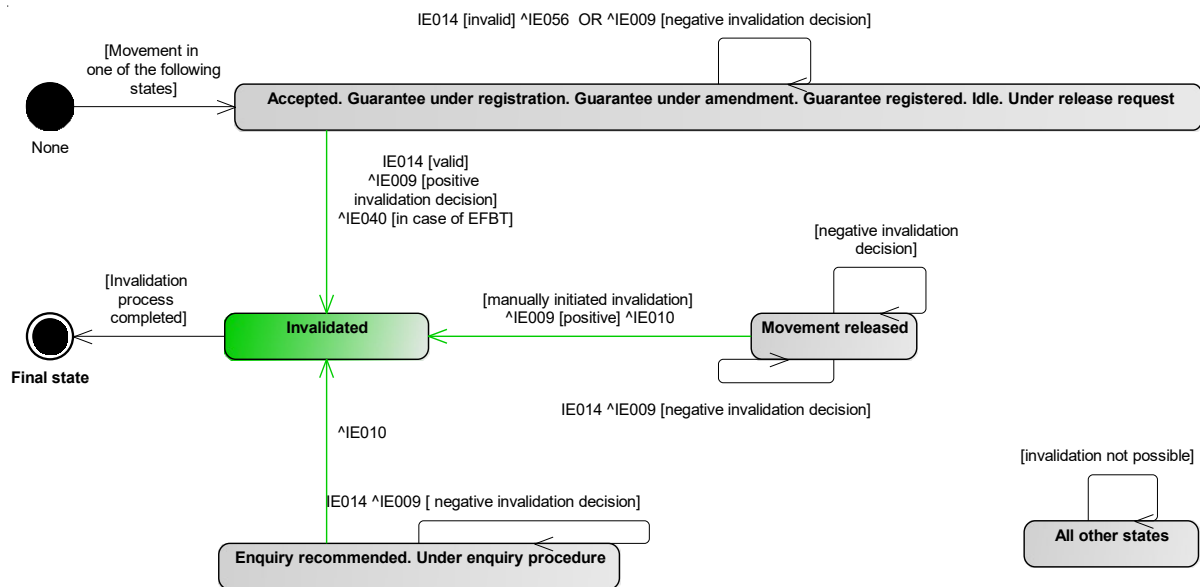 IE014 [invalid] ^IE056 OR ^IE009 [negative invalidation decision]
[Movement in
one of the following
states]
Accepted. Guarantee under registration. Guarantee under amendment. Guarantee registered. Idle. Under release request
None
IE014 [valid]
^IE009 [positive
invalidation decision]
^IE040 [in case of EFBT]
[negative invalidation
decision]
[Invalidation
process
completed]
[manually initiated invalidation]
^IE009 [positive] ^IE010
Invalidated
Movement released
Final state
IE014 ^IE009 [negative invalidation decision]
^IE010
[invalidation not possible]
IE014 ^IE009 [ negative invalidation decision]
All other states
Enquiry recommended. Under enquiry procedure